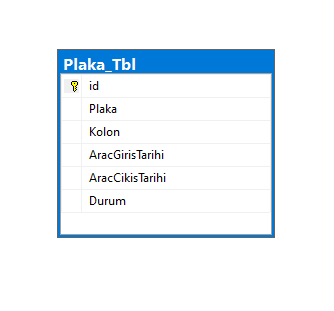 Plaka_Tbl
id
Plaka
Kolon
AracGirisTarihi
AracCikisTarihi
Durum